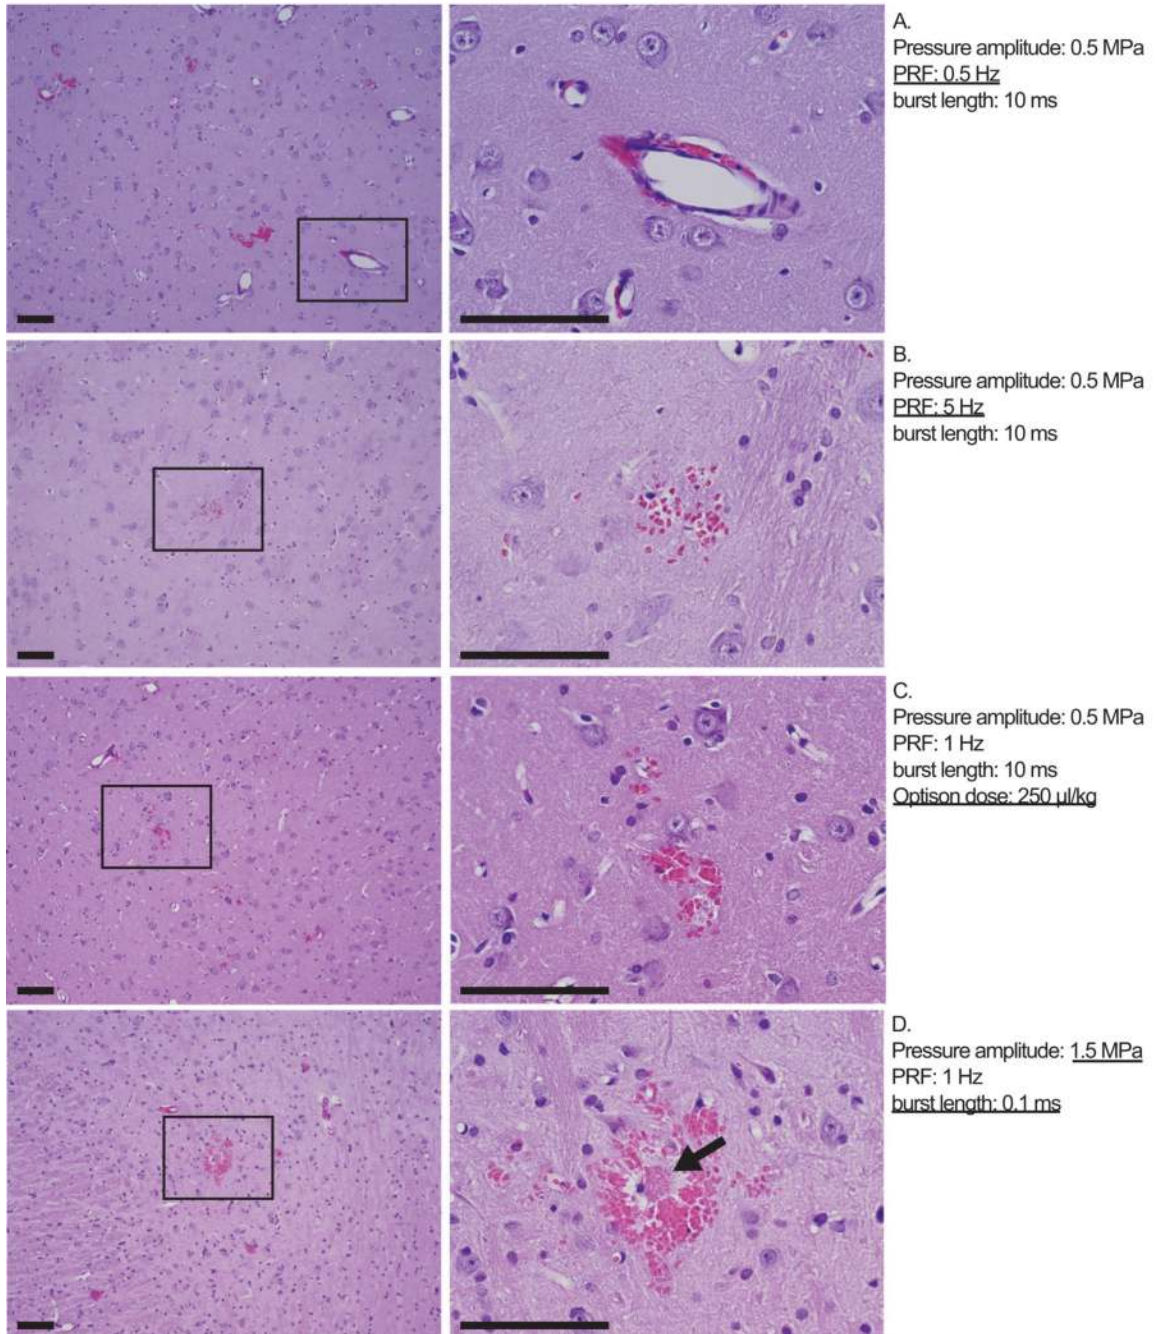 A.
Pressure amplitude: 0.5 MPa
PRF: 0.5 Hz
burst length: 10 ms
B.
Pressure amplitude: 0.5 MPa
PRF: 5 Hz
burst length: 10 ms
C.
Pressure amplitude: 0.5 MPa
PRF: 1 Hz
burst length: 10 ms
Optison dose: 250 µl/kg
D.
Pressure amplitude: 1.5 MPa
PRF: 1 Hz
burst length: 0.1 ms